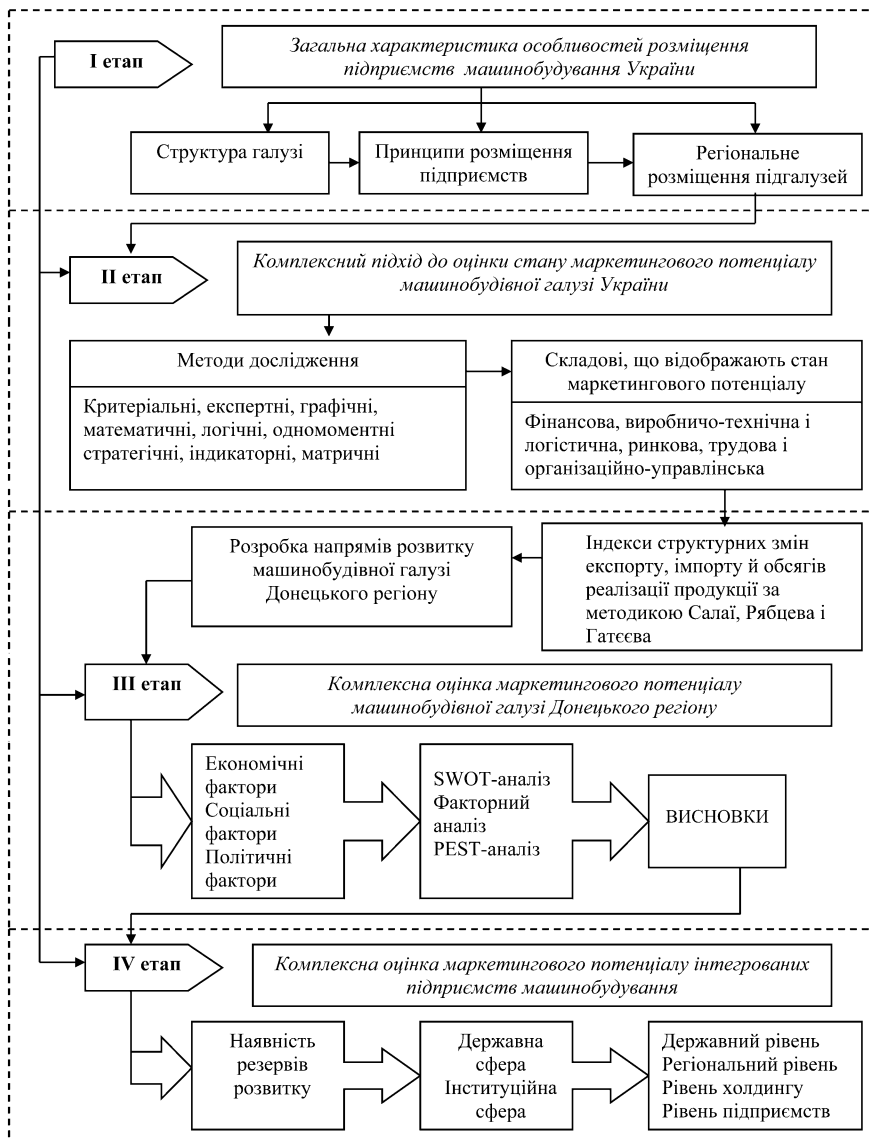 I етап
Загальна характеристика особливостей розміщення
підприємств машинобудування України
Структура галузі
Принципи розміщення
підприємств
Регіональне
розміщення підгалузей
II етап
Комплексний підхід до оцінки стану маркетингового потенціалу
машинобудівної галузі України
Методи дослідження
Критеріальні, експертні, графічні,
математичні, логічні, одномоментні
стратегічні, індикаторні, матричні
Складові, що відображають стан
маркетингового потенціалу
Фінансова, виробничо-технічна і
логістична, ринкова, трудова і
організаційно-управлінська
Розробка напрямів розвитку
машинобудівної галузі
Донецького регіону
Індекси структурних змін
експорту, імпорту й обсягів
реалізації продукції за
методикою Салаї, Рябцева і
Гатєєва
III етап
Комплексна оцінка маркетингового потенціалу
машинобудівної галузі Донецького регіону
Економічні
фактори
Соціальні
фактори
Політичні
фактори
SWOT-аналіз
Факторний
аналіз
PEST-аналіз
ВИСНОВКИ
IV етап
Комплексна оцінка маркетингового потенціалу інтегрованих
підприємств машинобудування
Наявність
резервів
розвитку
Державна
сфера
Інституційна
сфера
Державний рівень
Регіональний рівень
Рівень холдингу
Рівень підприємств